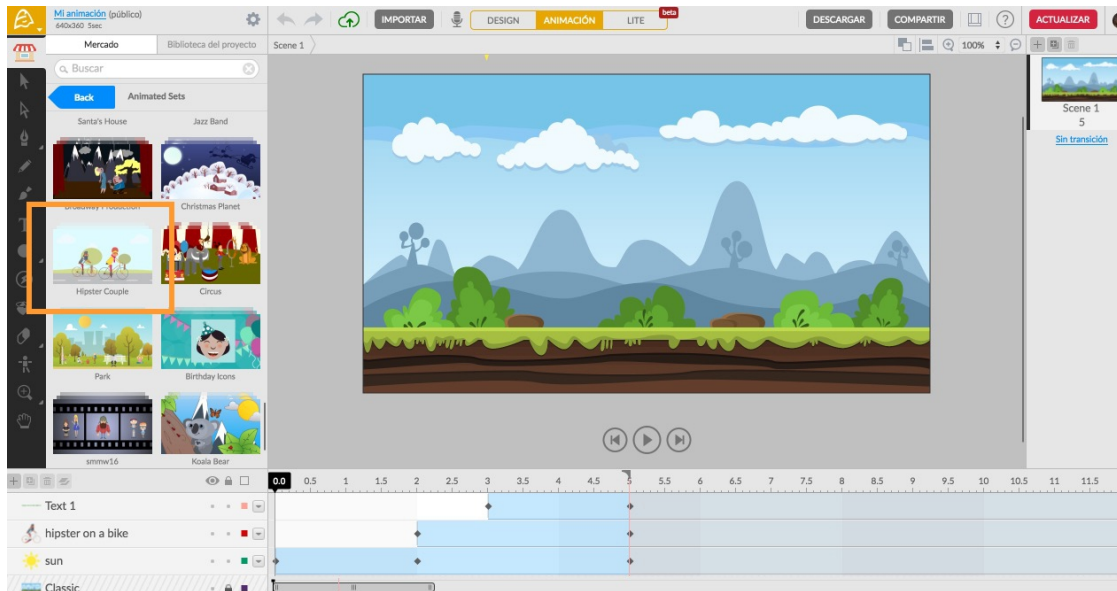 Mi animación (público)
640x360 5sec
IMPORTAR
DESIGN
ANIMACIÓN
LITE
beta
DESCARGAR
COMPARTIR
?
ACTUALIZAR
Mercado
Biblioteca del proyecto
Scene 1
100%
Buscar
Back
Animated Sets
Santa's House
Jazz Band
Broadway Production
Christmas Planet
Hipster Couple
Circus
Park
Birthday Icons
smmw16
Koala Bear
Scene 1
5
Sin transición
0.0 0.5 1 1.5 2 2.5 3 3.5 4 4.5 5 5.5 6 6.5 7 7.5 8 8.5 9 9.5 10 10.5 11 11.5
Text 1
hipster on a bike
sun
Classic